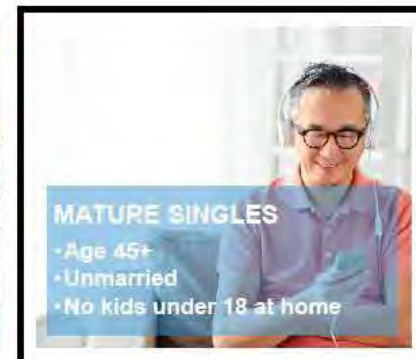 MATURE SINGLES
•Age 45+
•Unmarried
•No kids under 18 at home